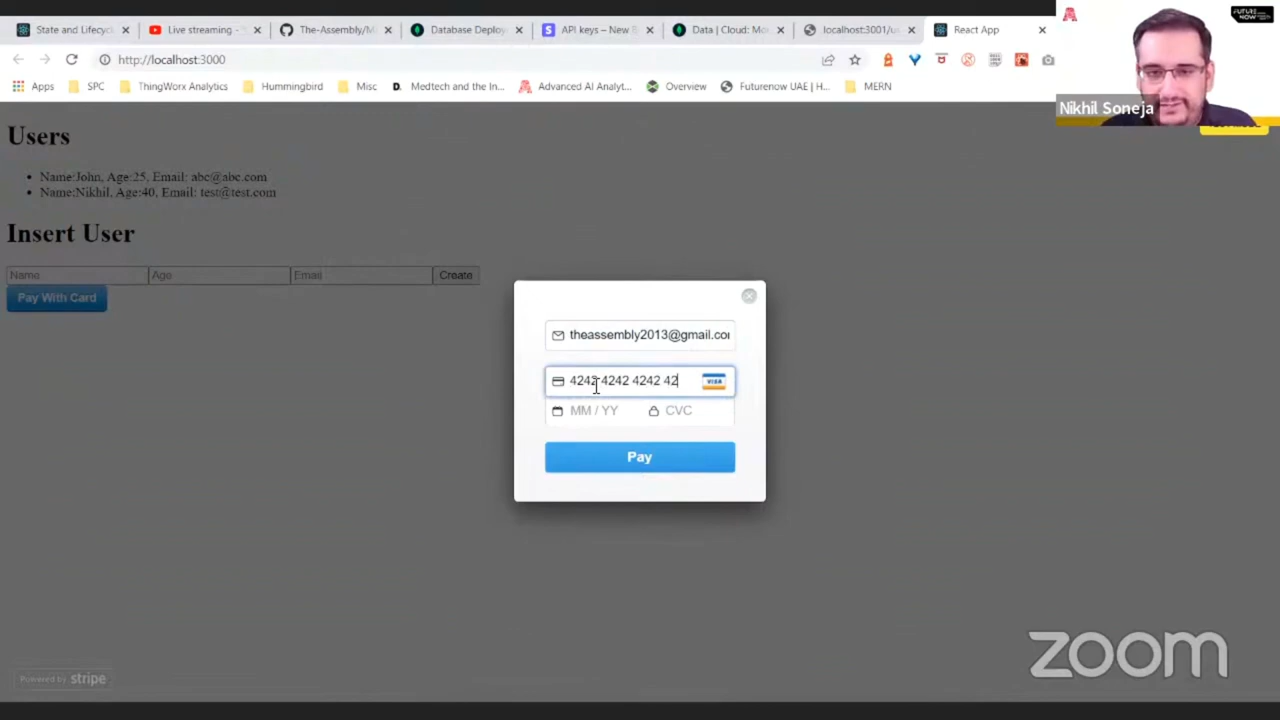 State and Lifecyc
Live streaming -
The-Assembly/M
Database Deploy
API keys – New B
Data | Cloud: Mo
localhost:3001/u
React App
http://localhost:3000
Apps
SPC
ThingWorx Analytics
Hummingbird
Misc
D.
Medtech and the In...
Advanced AI Analyt...
Overview
Futurenow UAE | H...
MERN
Nikhil Soneja
Users
Name:John, Age:25, Email: abc@abc.com
Name:Nikhil, Age:40, Email: test@test.com
Insert User
Name
Age
Email
Create
Pay With Card
theassembly2013@gmail.co
4242 4242 4242 42
VISA
MM / YY
CVC
Pay
Powered by stripe
zoom